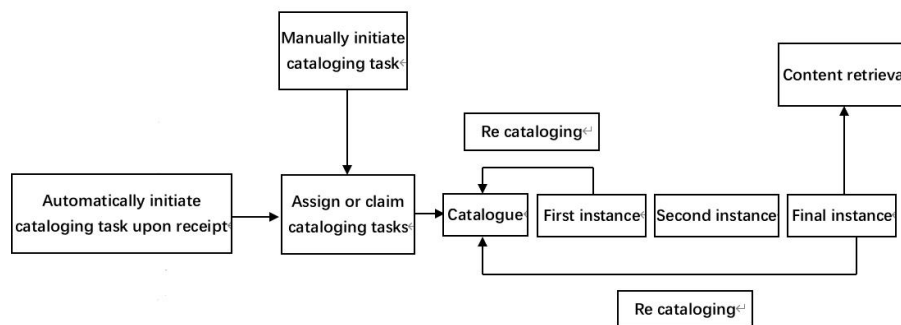 Manually initiate
cataloging task
Content retrieva
Re cataloging
Automatically initiate
cataloging task upon receipt
Assign or claim
cataloging tasks
Catalogue
First instance
Second instance
Final instance
Re cataloging